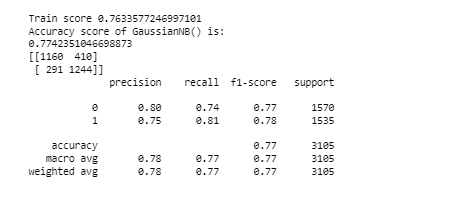 Train score 0.7633577246997101
Accuracy score of GaussianNB() is:
0.7742351046698873
[[1160  410]
 [ 291 1244]]
precision recall f1-score support
0 0.80 0.74 0.77 1570
1 0.75 0.81 0.78 1535
accuracy 0.77 3105
macro avg 0.78 0.77 0.77 3105
weighted avg 0.78 0.77 0.77 3105